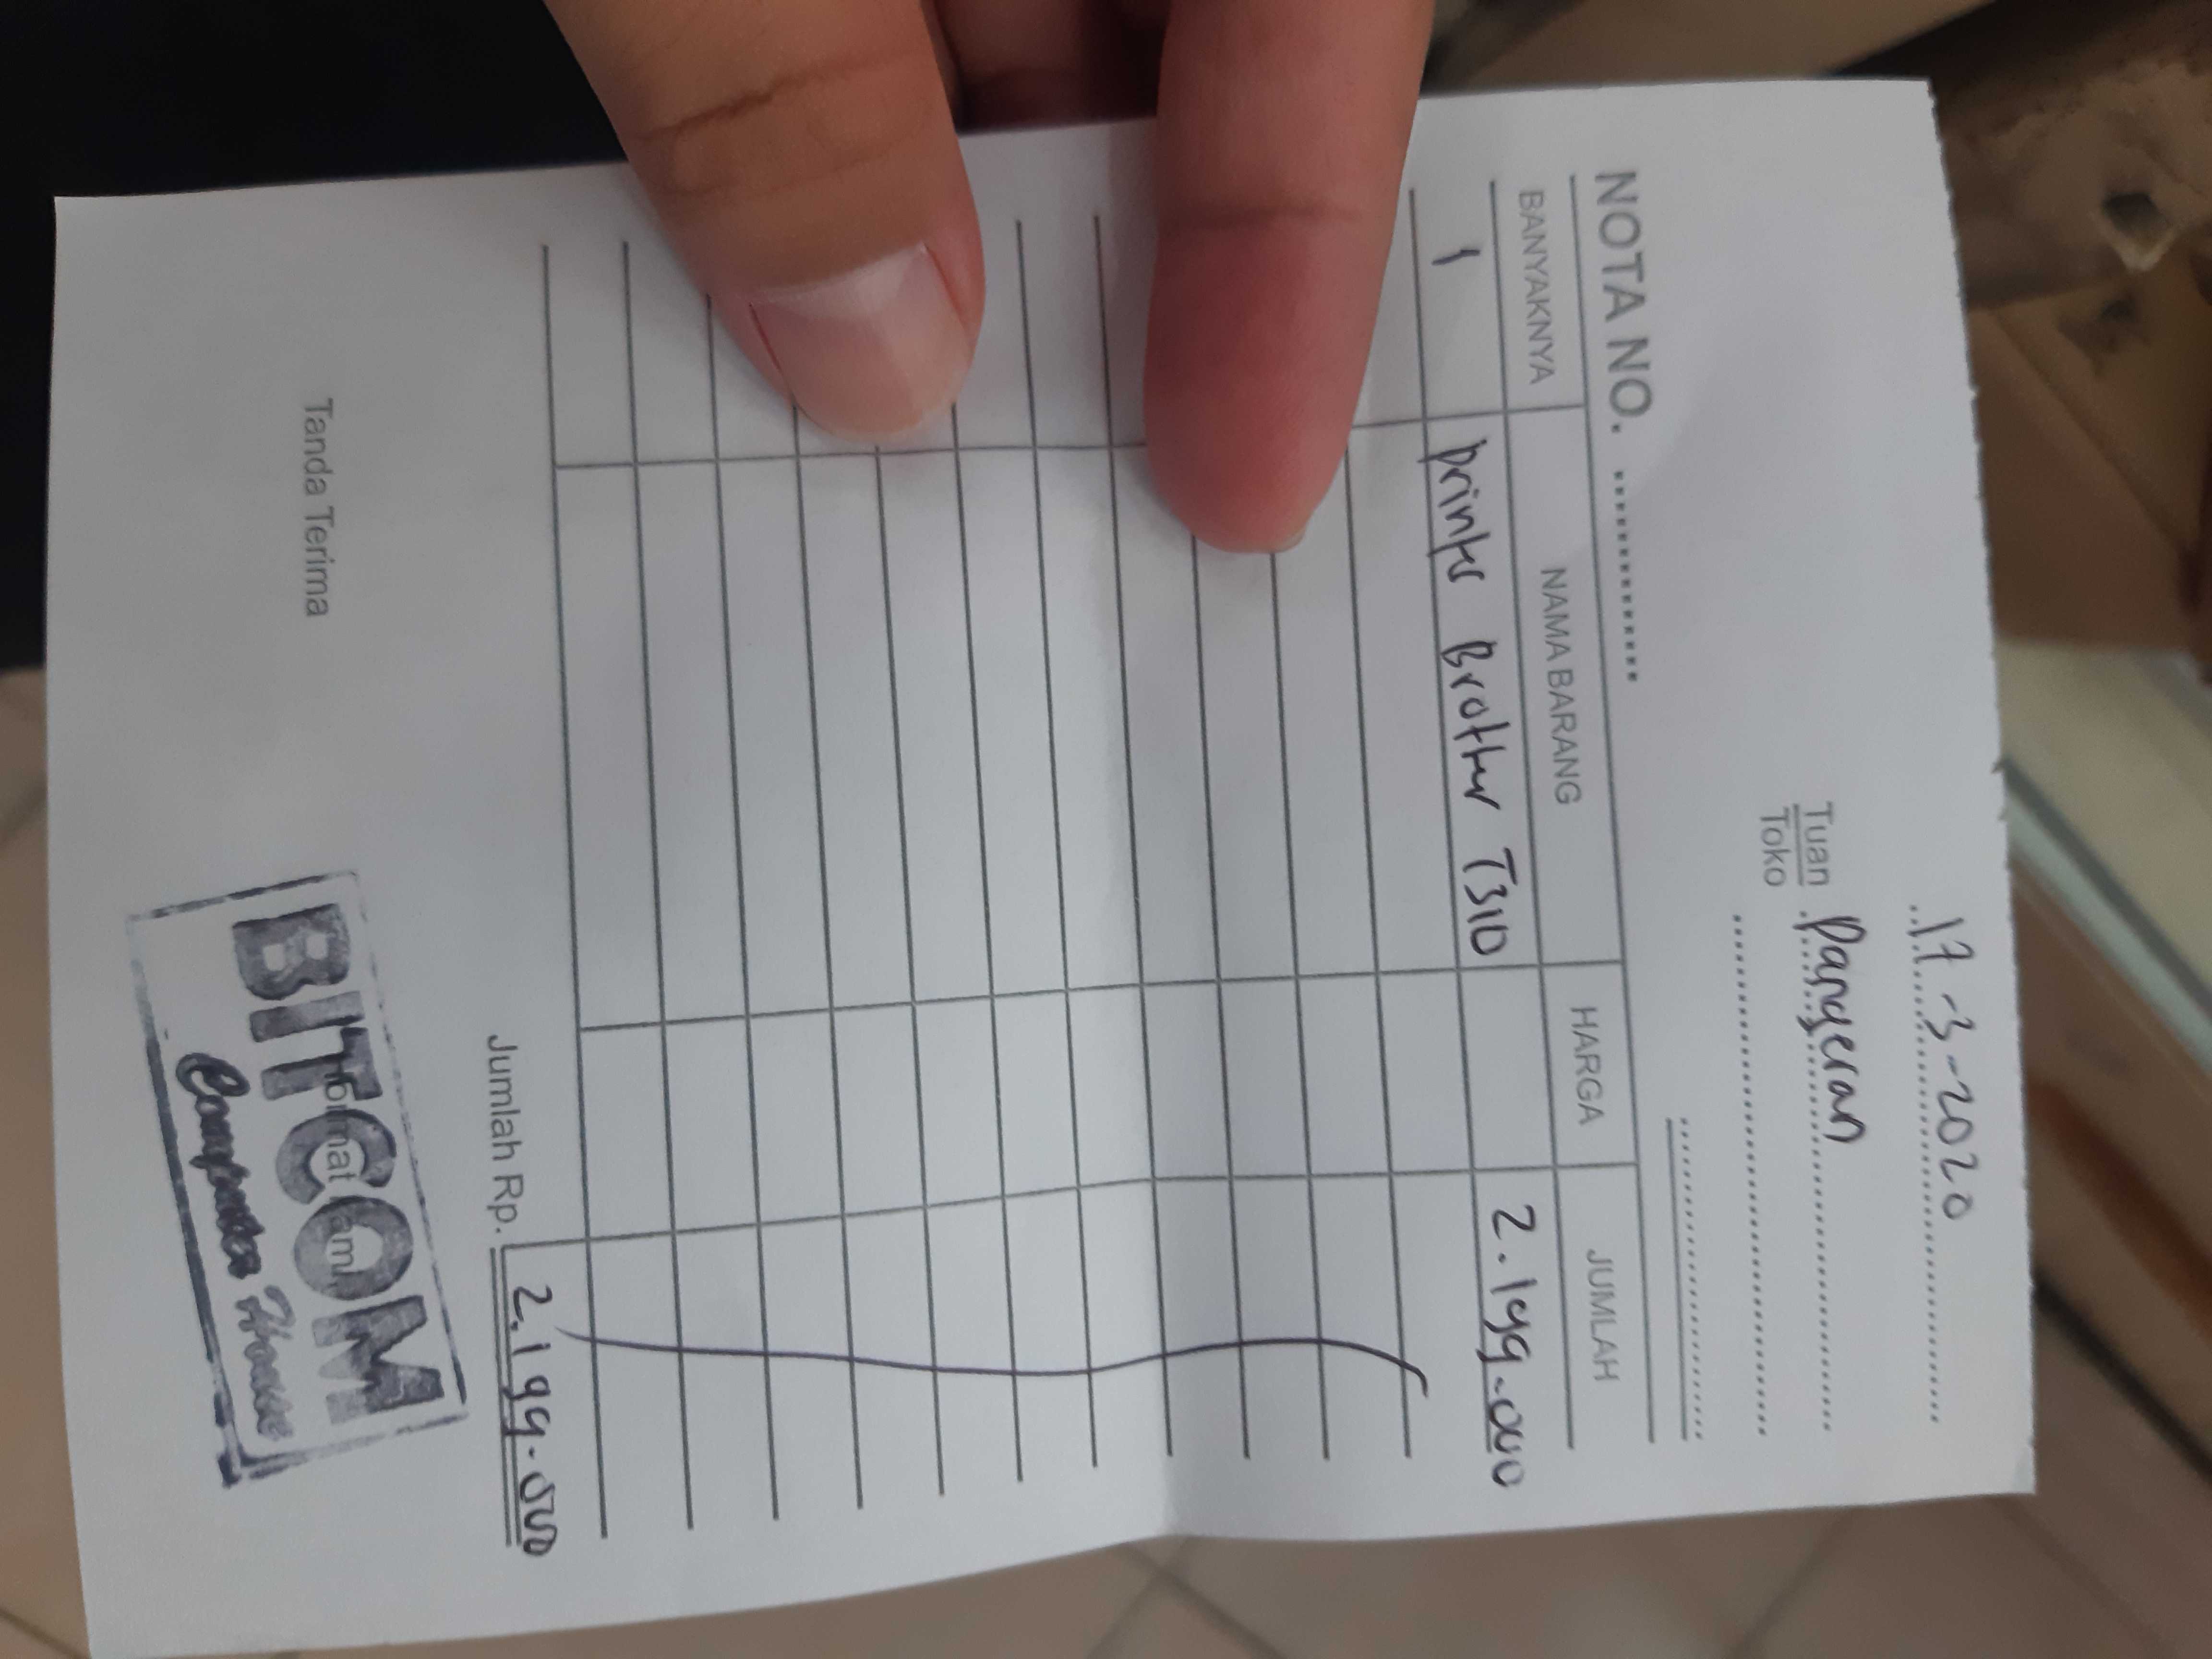 17-3-2020
Tuan Pangeran
Toko
NOTA NO.
BANYAKNYA NAMA BARANG HARGA JUMLAH
1 Printer Brother T310 2.199.000
Jumlah Rp. 2.199.000
Tanda Terima Hormat kami,
BITCOM
Computer House